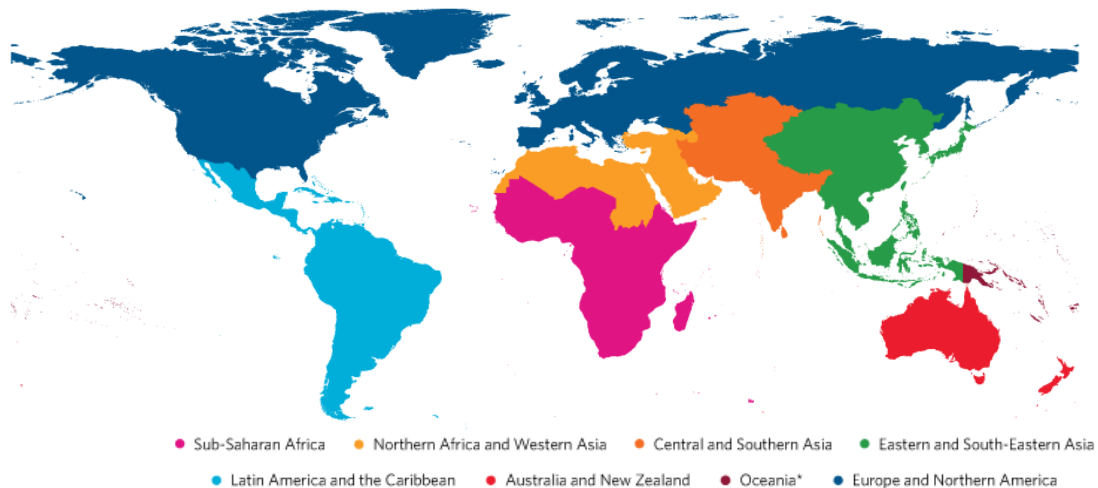 Sub-Saharan Africa Northern Africa and Western Asia Central and Southern Asia Eastern and South-Eastern Asia
Latin America and the Caribbean Australia and New Zealand Oceania* Europe and Northern America